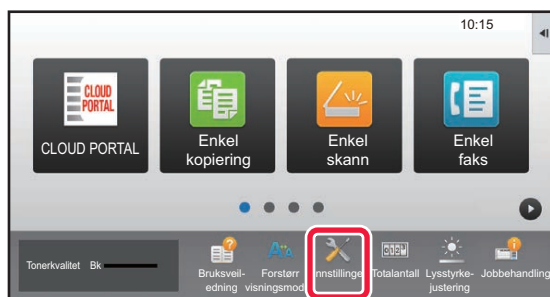 10:15
CLOUD
PORTAL
CLOUD PORTAL
Enkel
kopiering
Enkel
skann
Enkel
faks
Tonerkvalitet Bk
Bruksveil-
edning
Forstørr
visningsmod
Innstillinger
Totalantall
Lysstyrke-
justering
Jobbehandling